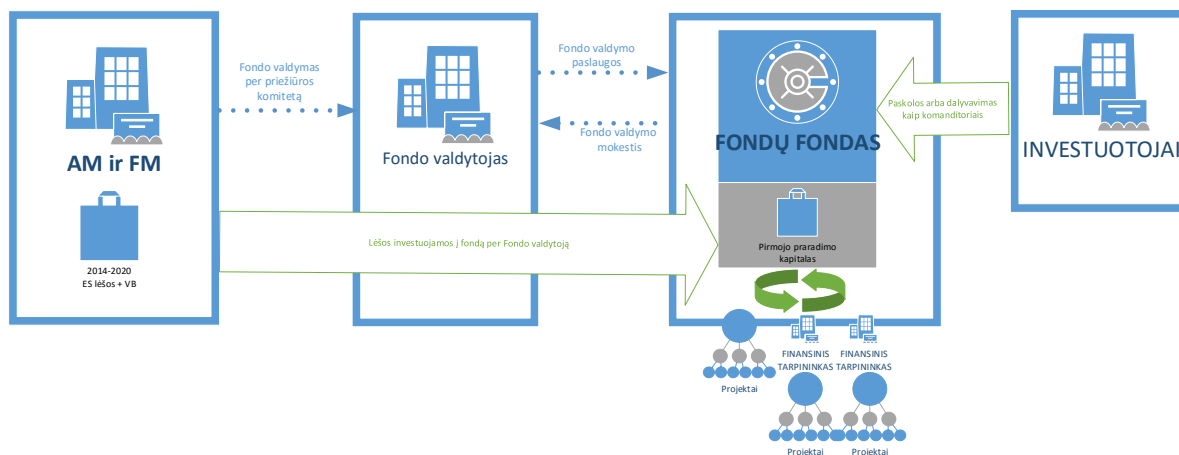 AM ir FM
2014-2020
ES lėšos + VB
Fondo valdymas
per priežiūros
komitetą
Fondo valdytojas
Fondo valdymo
paslaugos
Fondo valdymo
mokestis
Lėšos investuojamos į fondą per Fondo valdytoją
FONDŲ FONDAS
Pirmojo praradimo
kapitalas
Paskolos arba dalyvavimas
kaip komanditoriais
INVESTUOTOJAI
Projektai
FINANSINIS
TARPININKAS
Projektai
FINANSINIS
TARPININKAS
Projektai